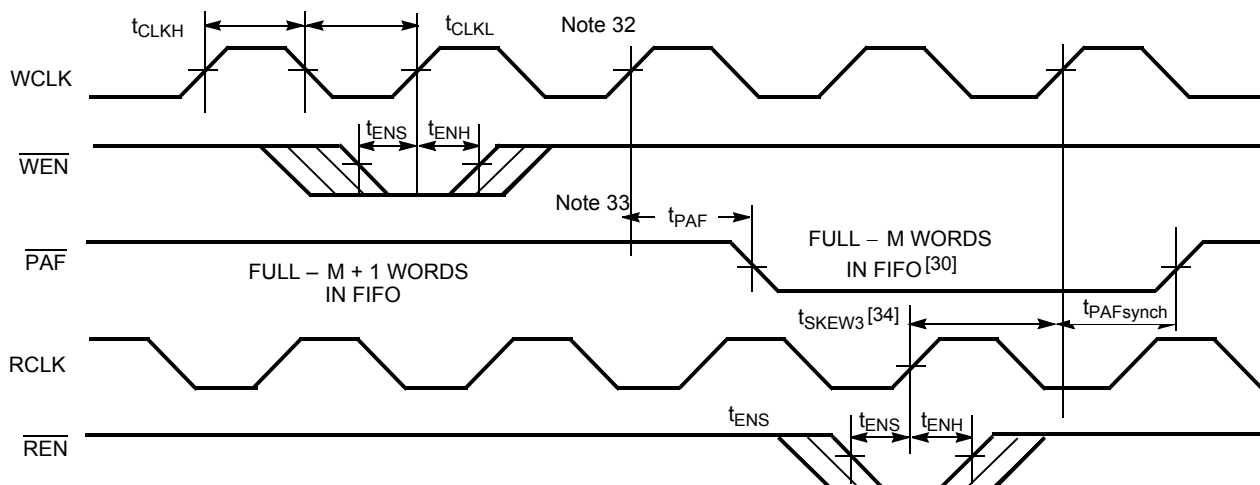 tCLKH
tCLKL
Note 32
WCLK
tENS
tENH
WEN
Note 33
tPAF
PAF
FULL – M WORDS
IN FIFO [30]
FULL – M + 1 WORDS
IN FIFO
tSKEW3 [34]
tPAFsynch
RCLK
tENS
tENS
tENH
REN